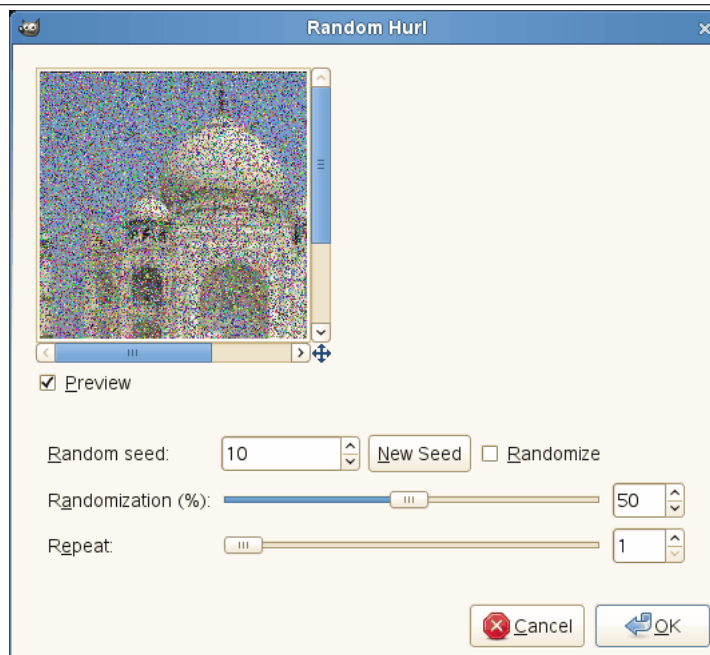 Random Hurl
Preview
Random seed: 10 New Seed Randomize
Randomization (%): 50
Repeat: 1
Cancel OK